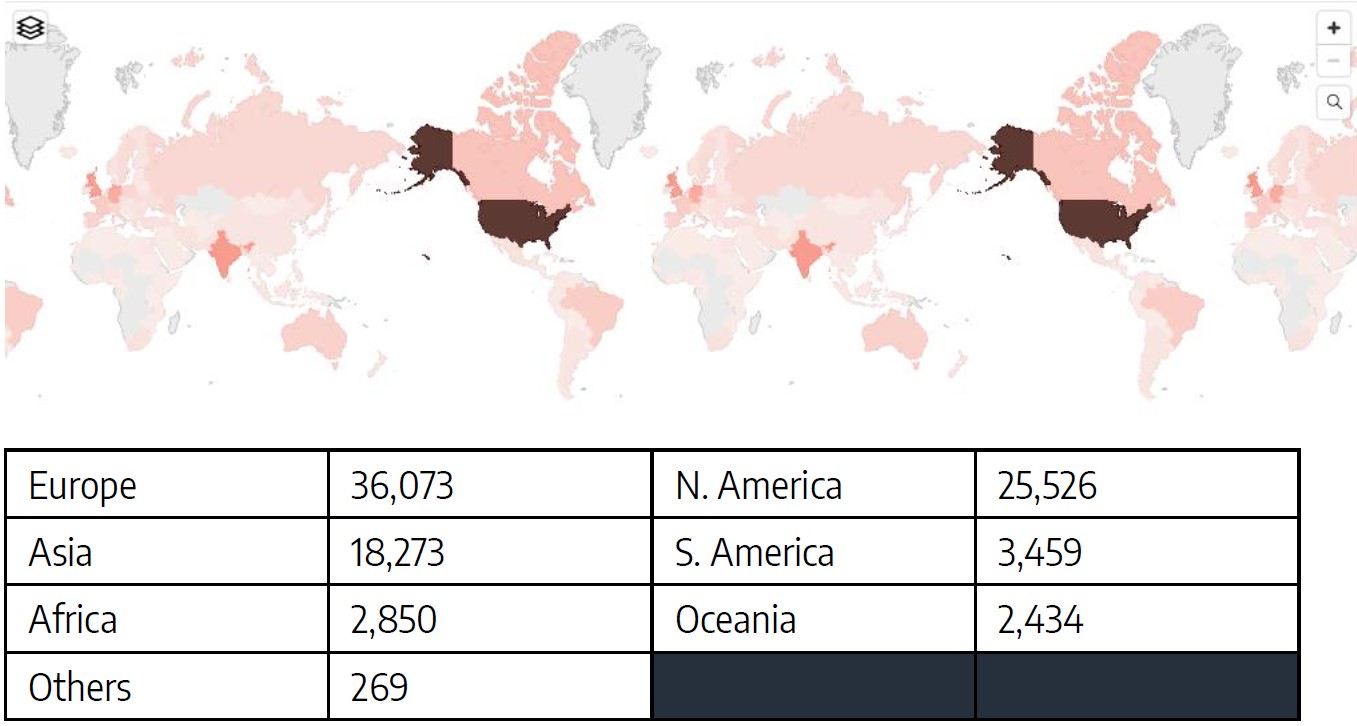 Europe 36,073 N. America 25,526
Asia 18,273 S. America 3,459
Africa 2,850 Oceania 2,434
Others 269